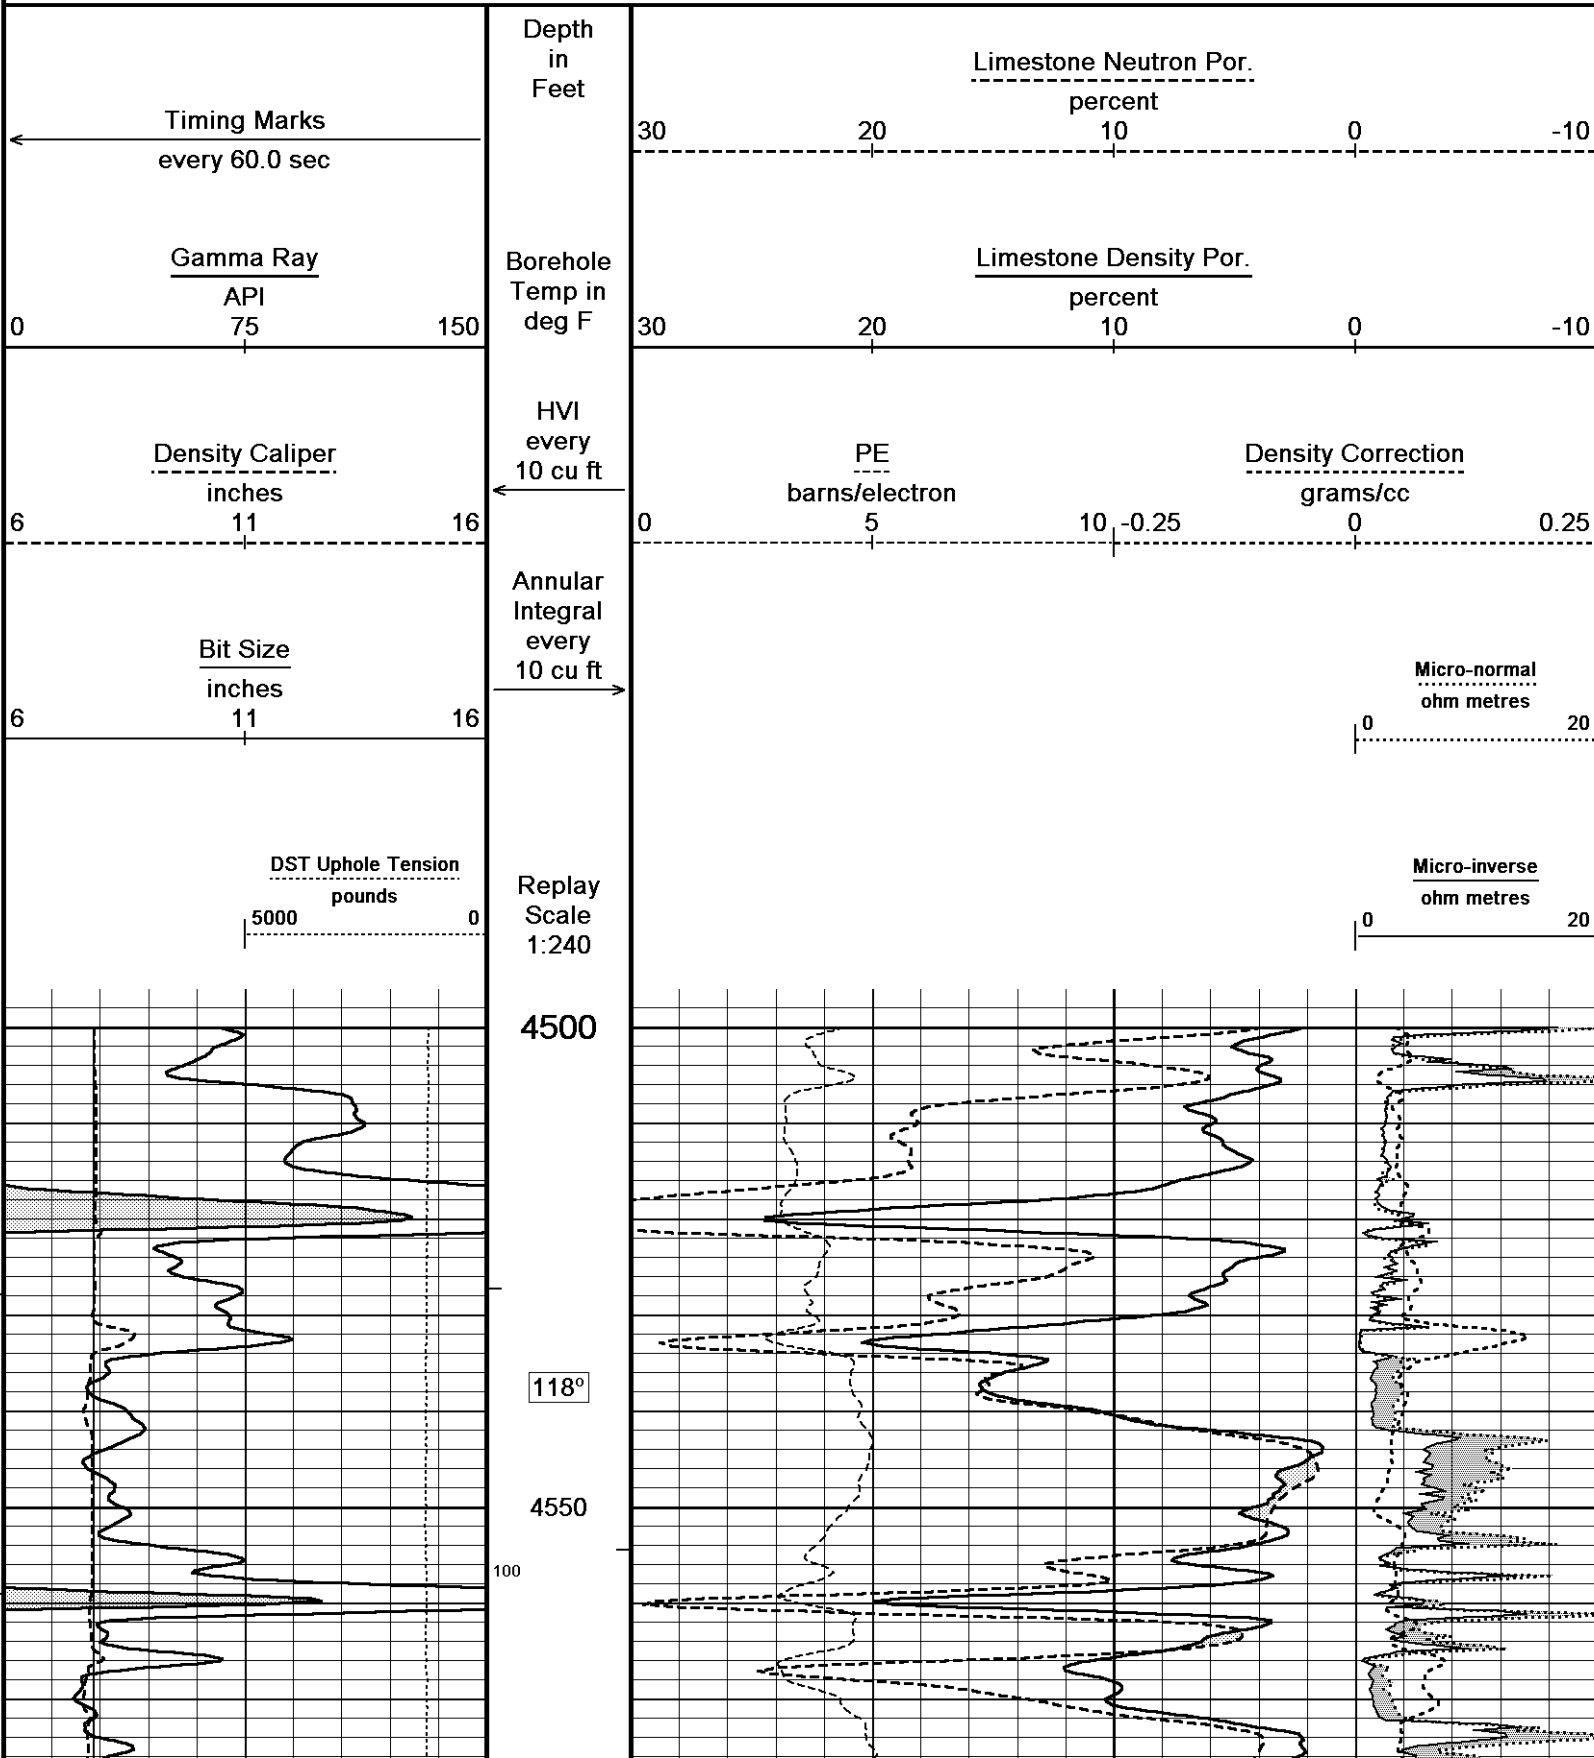 Depth
in
Feet
Limestone Neutron Por.
percent
30 20 10 0 -10
Timing Marks
every 60.0 sec
Gamma Ray
API
0 75 150
Borehole
Temp in
deg F
Limestone Density Por.
percent
30 20 10 0 -10
HVI
every
10 cu ft
Density Caliper
inches
6 11 16
PE
barns/electron
0 5 10
Density Correction
grams/cc
-0.25 0 0.25
Annular
Integral
every
10 cu ft
Bit Size
inches
6 11 16
Micro-normal
ohm metres
0 20
DST Uphole Tension
pounds
5000 0
Replay
Scale
1:240
Micro-inverse
ohm metres
0 20
4500
118º
4550
100